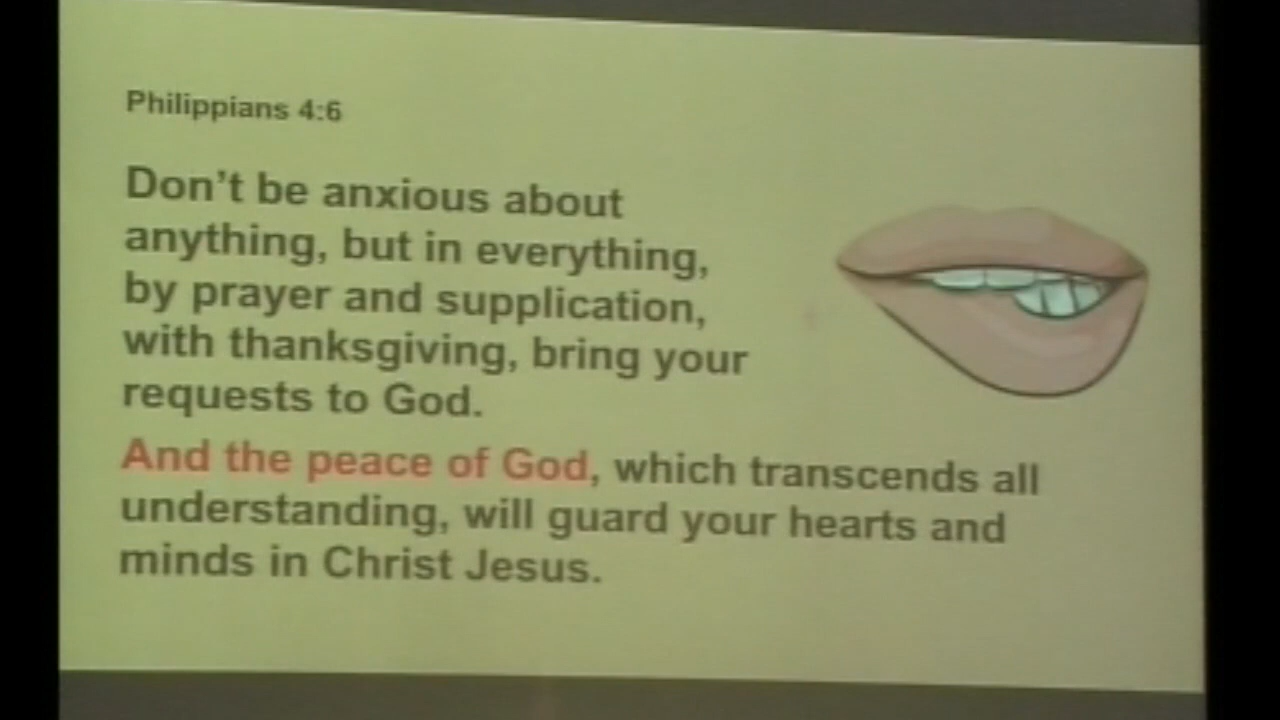 Philippians 4:6
Don't be anxious about
anything, but in everything,
by prayer and supplication,
with thanksgiving, bring your
requests to God.
And the peace of God, which transcends all
understanding, will guard your hearts and
minds in Christ Jesus.